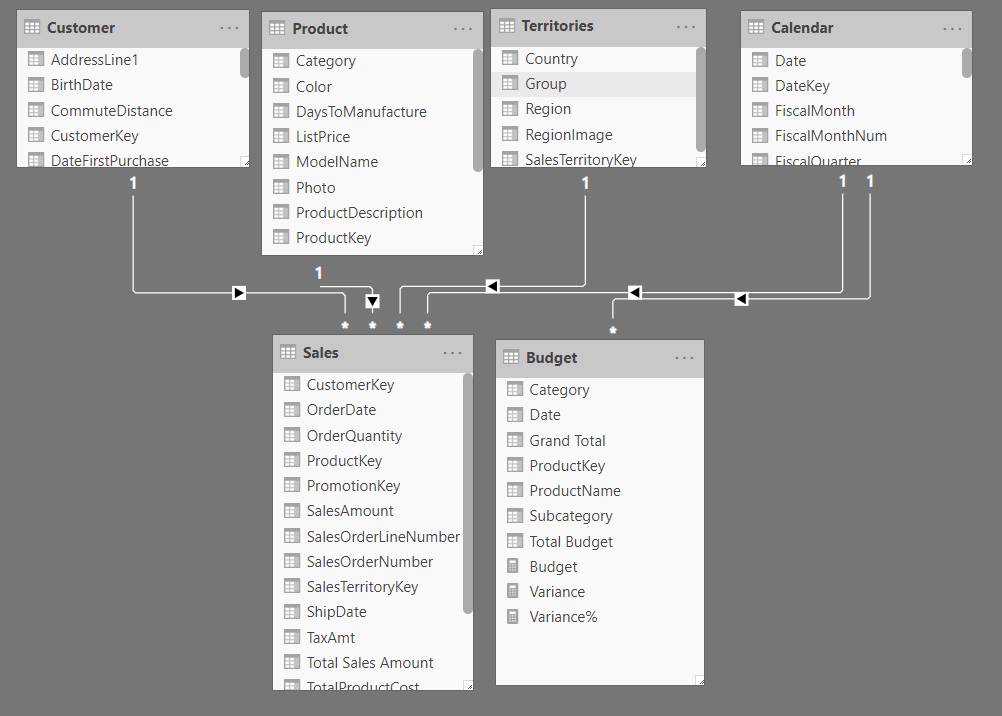 Customer ...
AddressLine1
BirthDate
CommuteDistance
CustomerKey
DateFirstPurchase
Product ...
Category
Color
DaysToManufacture
ListPrice
ModelName
Photo
ProductDescription
ProductKey
Territories ...
Country
Group
Region
RegionImage
SalesTerritoryKey
Calendar ...
Date
DateKey
FiscalMonth
FiscalMonthNum
FiscalQuarter
1
1
1 1
1
* * * *
*
Sales ...
CustomerKey
OrderDate
OrderQuantity
ProductKey
PromotionKey
SalesAmount
SalesOrderLineNumber
SalesOrderNumber
SalesTerritoryKey
ShipDate
TaxAmt
Total Sales Amount
TotalProductCost
Budget ...
Category
Date
Grand Total
ProductKey
ProductName
Subcategory
Total Budget
Budget
Variance
Variance%